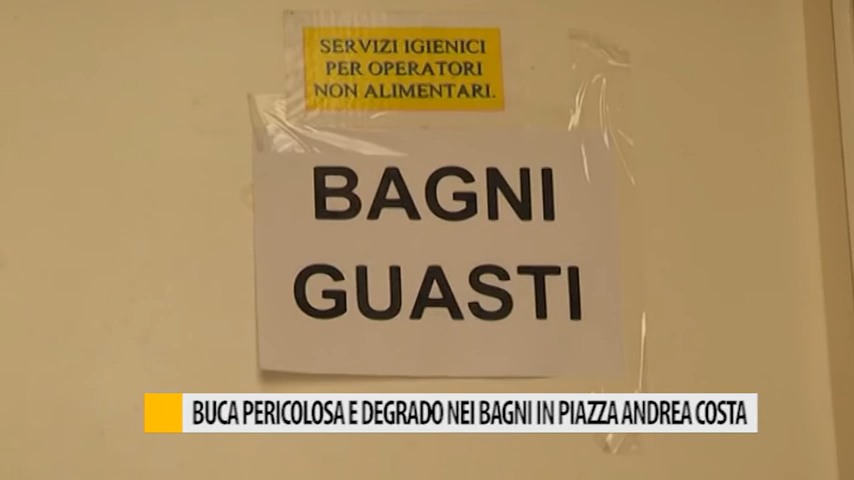 SERVIZI IGIENICI
PER OPERATORI
NON ALIMENTARI.
BAGNI
GUASTI
BUCA PERICOLOSA E DEGRADO NEI BAGNI IN PIAZZA ANDREA COSTA